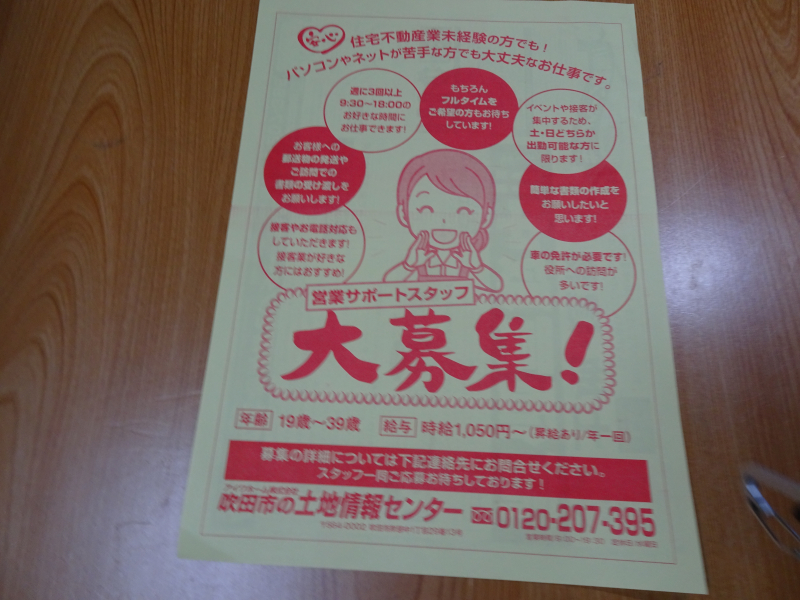 安心
住宅不動産業未経験の方でも！
パソコンやネットが苦手な方でも大丈夫なお仕事です。
週に3回以上
9:30〜18:00の
お好きな時間に
お仕事できます!
もちろん
フルタイムを
ご希望の方もお待ち
しています!
イベントや接客が
集中するため、
土・日どちらか
出勤可能な方に
限ります!
お客様への
郵送物の発送や
ご訪問での
書類の受け渡しを
お願いします!
簡単な書類の作成を
お願いしたいと
思います!
接客やお電話対応も
していただきます!
接客業が好きな
方にはおすすめ!
車の免許が必要です!
役所への訪問が
多いです!
営業サポートスタッフ
大募集!
年齢 19歳〜39歳 給与 時給1,050円〜(昇給あり/年一回)
募集の詳細については下記連絡先にお問合せください。
スタッフ一同ご応募お待ちしております!
吹田市の土地情報センター 0120-207-395